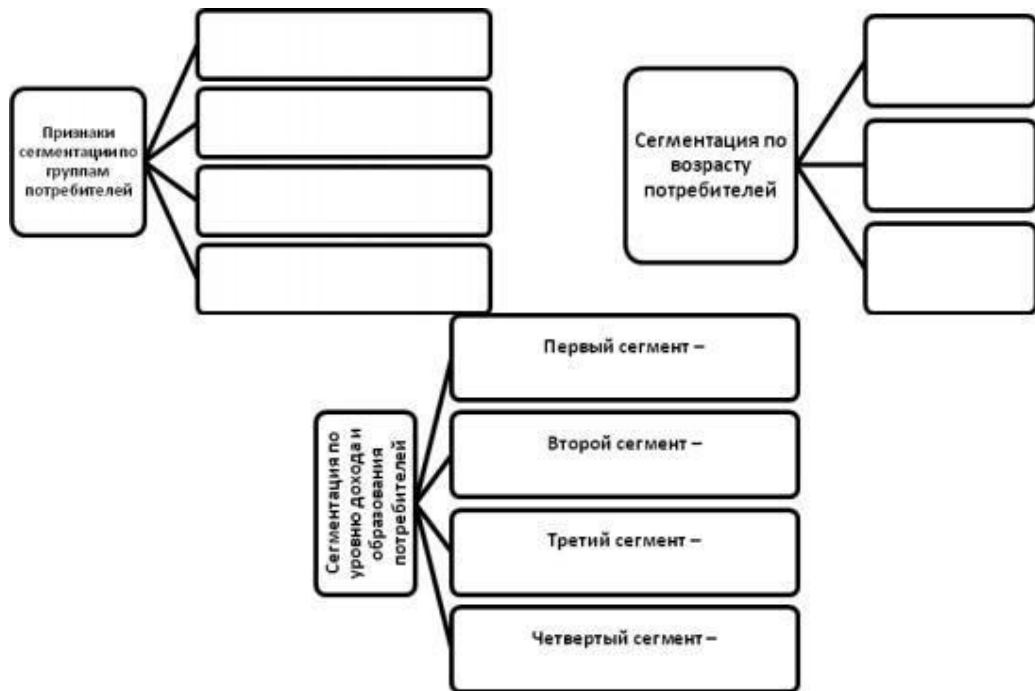 Признаки
сегментации по
группам
потребителей
Сегментация по
возрасту
потребителей
Сегментация по
уровню дохода и
образования
потребителей
Первый сегмент –
Второй сегмент –
Третий сегмент –
Четвертый сегмент –